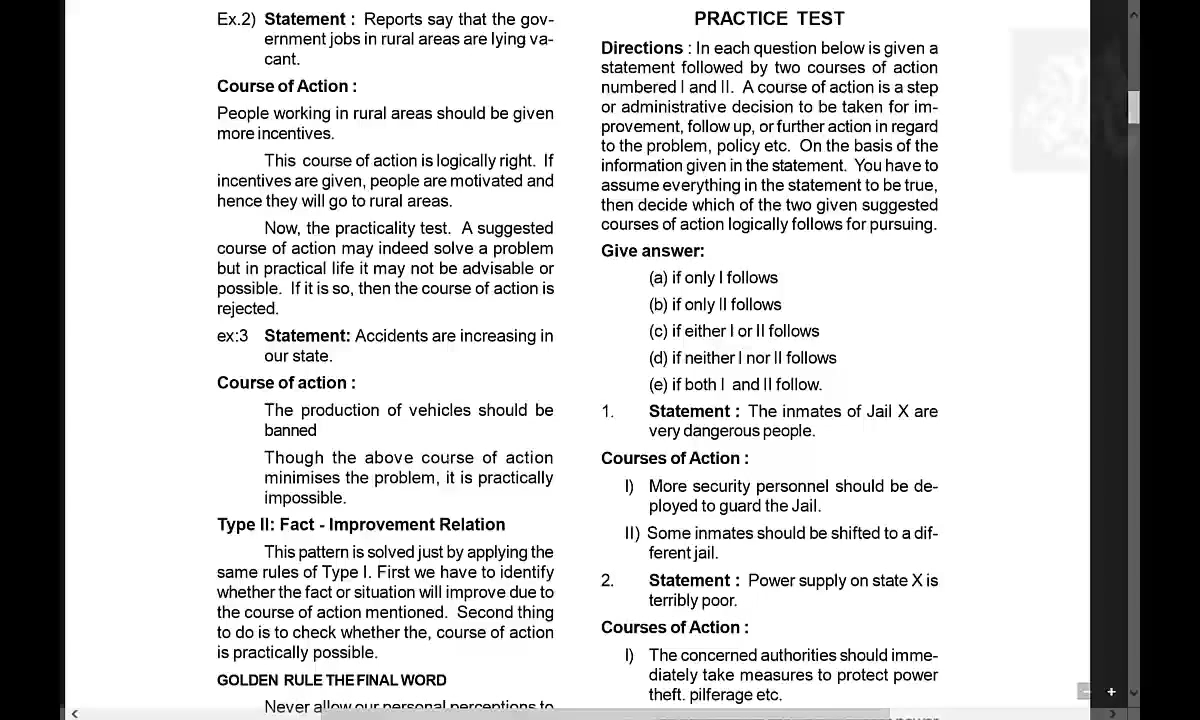 Ex.2) Statement : Reports say that the gov-
ernment jobs in rural areas are lying va-
cant.
Course of Action :
People working in rural areas should be given
more incentives.
This course of action is logically right. If
incentives are given, people are motivated and
hence they will go to rural areas.
Now, the practicality test. A suggested
course of action may indeed solve a problem
but in practical life it may not be advisable or
possible. If it is so, then the course of action is
rejected.
ex:3 Statement: Accidents are increasing in
our state.
Course of action :
The production of vehicles should be
banned
Though the above course of action
minimises the problem, it is practically
impossible.
Type II: Fact - Improvement Relation
This pattern is solved just by applying the
same rules of Type I. First we have to identify
whether the fact or situation will improve due to
the course of action mentioned. Second thing
to do is to check whether the, course of action
is practically possible.
GOLDEN RULE THE FINAL WORD
Never allow our personal perceptions to
PRACTICE TEST
Directions : In each question below is given a
statement followed by two courses of action
numbered I and II. A course of action is a step
or administrative decision to be taken for im-
provement, follow up, or further action in regard
to the problem, policy etc. On the basis of the
information given in the statement. You have to
assume everything in the statement to be true,
then decide which of the two given suggested
courses of action logically follows for pursuing.
Give answer:
(a) if only I follows
(b) if only II follows
(c) if either I or II follows
(d) if neither I nor II follows
(e) if both I and II follow.
1. Statement : The inmates of Jail X are
very dangerous people.
Courses of Action :
I) More security personnel should be de-
ployed to guard the Jail.
II) Some inmates should be shifted to a dif-
ferent jail.
2. Statement : Power supply on state X is
terribly poor.
Courses of Action :
I) The concerned authorities should imme-
diately take measures to protect power
theft. pilferage etc.